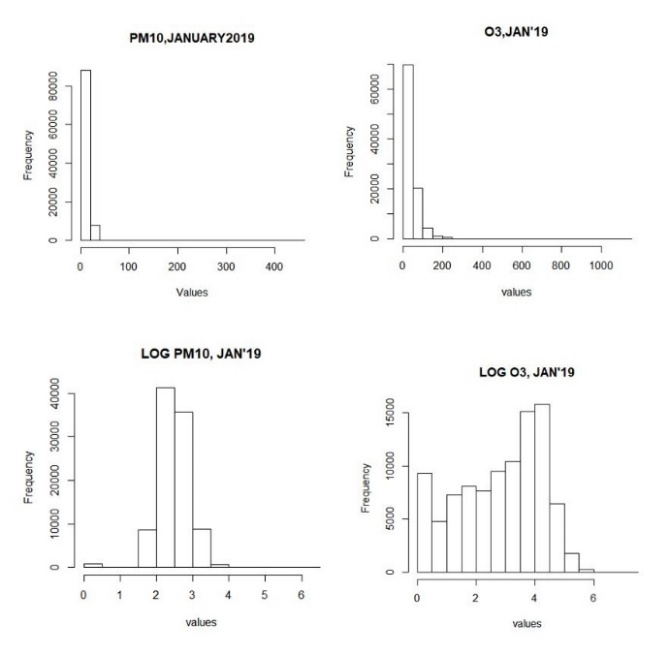 PM10,JANUARY2019
Frequency
0 20000 40000 60000 80000
0 100 200 300 400
Values
O3,JAN'19
Frequency
0 20000 40000 60000
0 200 400 600 800 1000
values
LOG PM10, JAN'19
Frequency
0 10000 20000 30000 40000
0 1 2 3 4 5 6
values
LOG O3, JAN'19
Frequency
0 5000 10000 15000
0 2 4 6
values